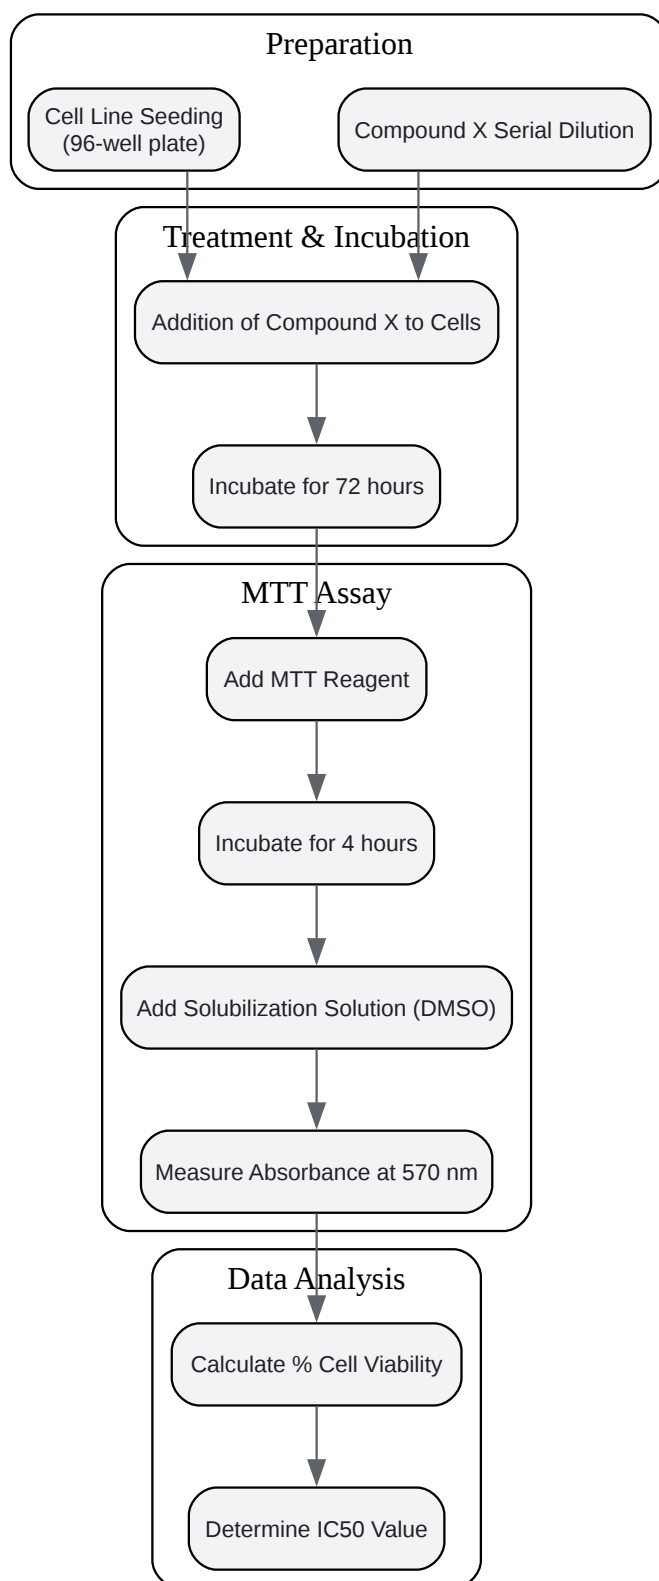 Preparation
Cell Line Seeding
(96-well plate)
Compound X Serial Dilution
Treatment & Incubation
Addition of Compound X to Cells
Incubate for 72 hours
MTT Assay
Add MTT Reagent
Incubate for 4 hours
Add Solubilization Solution (DMSO)
Measure Absorbance at 570 nm
Data Analysis
Calculate % Cell Viability
Determine IC50 Value